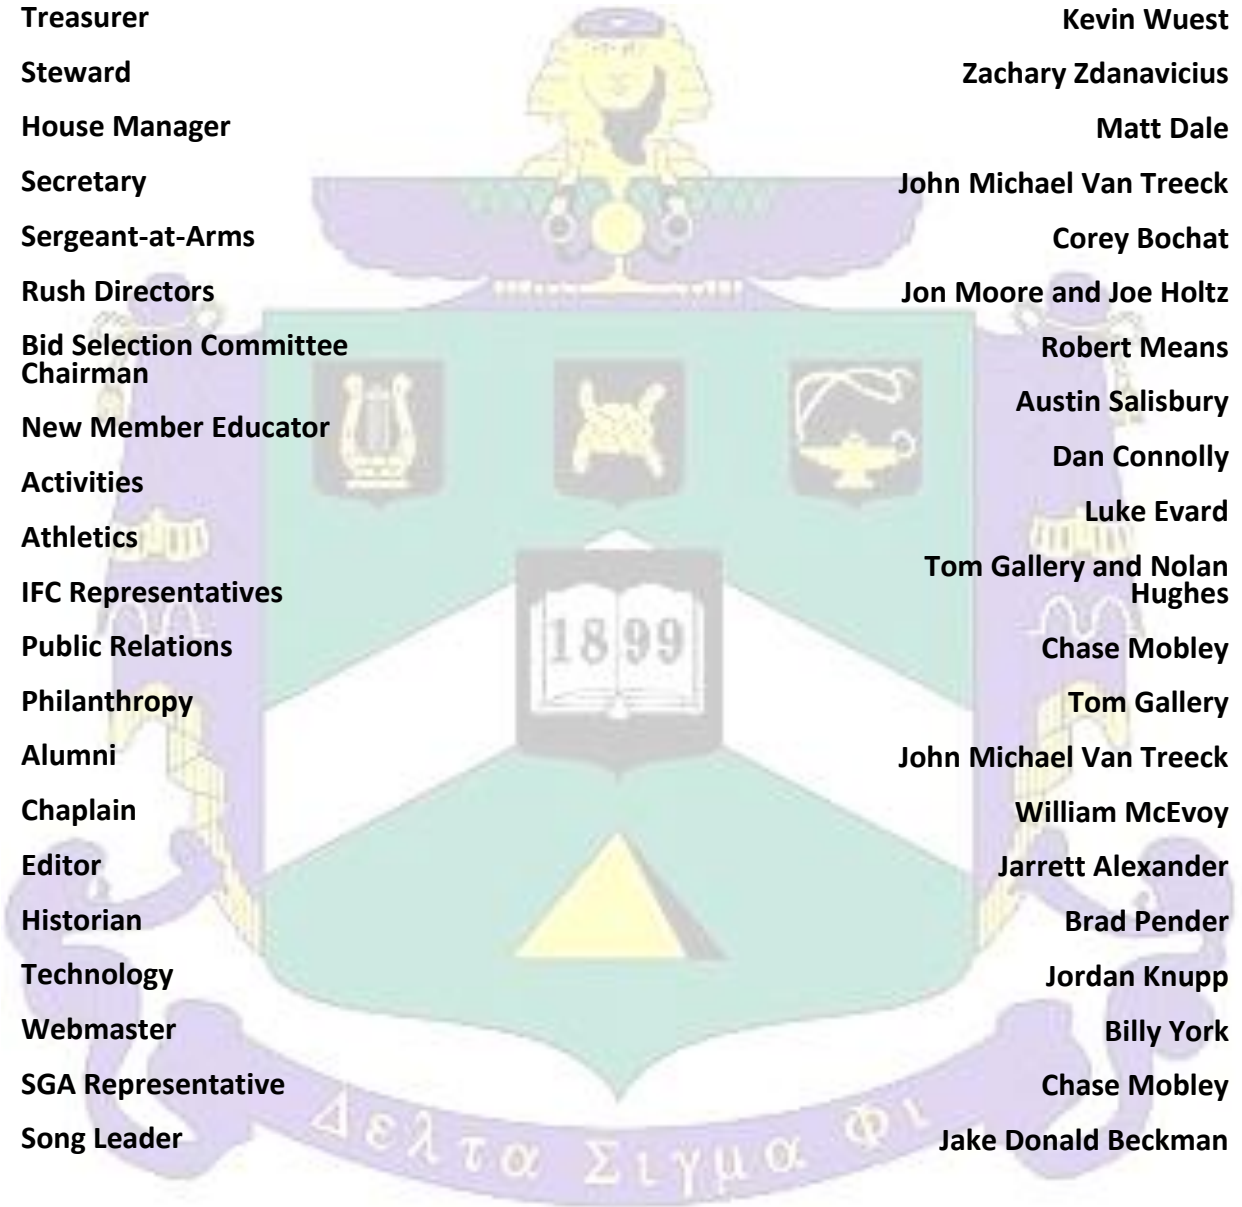 Treasurer Kevin Wuest
Steward Zachary Zdanavicius
House Manager Matt Dale
Secretary John Michael Van Treeck
Sergeant-at-Arms Corey Bochat
Rush Directors Jon Moore and Joe Holtz
Bid Selection Committee Robert Means
Chairman
New Member Educator Austin Salisbury
Activities Dan Connolly
Athletics Luke Evard
IFC Representatives Tom Gallery and Nolan
Hughes
Public Relations Chase Mobley
Philanthropy Tom Gallery
Alumni John Michael Van Treeck
Chaplain William McEvoy
Editor Jarrett Alexander
Historian Brad Pender
Technology Jordan Knupp
Webmaster Billy York
SGA Representative Chase Mobley
Song Leader Jake Donald Beckman
1899
Δελτα Σιγμα Φι